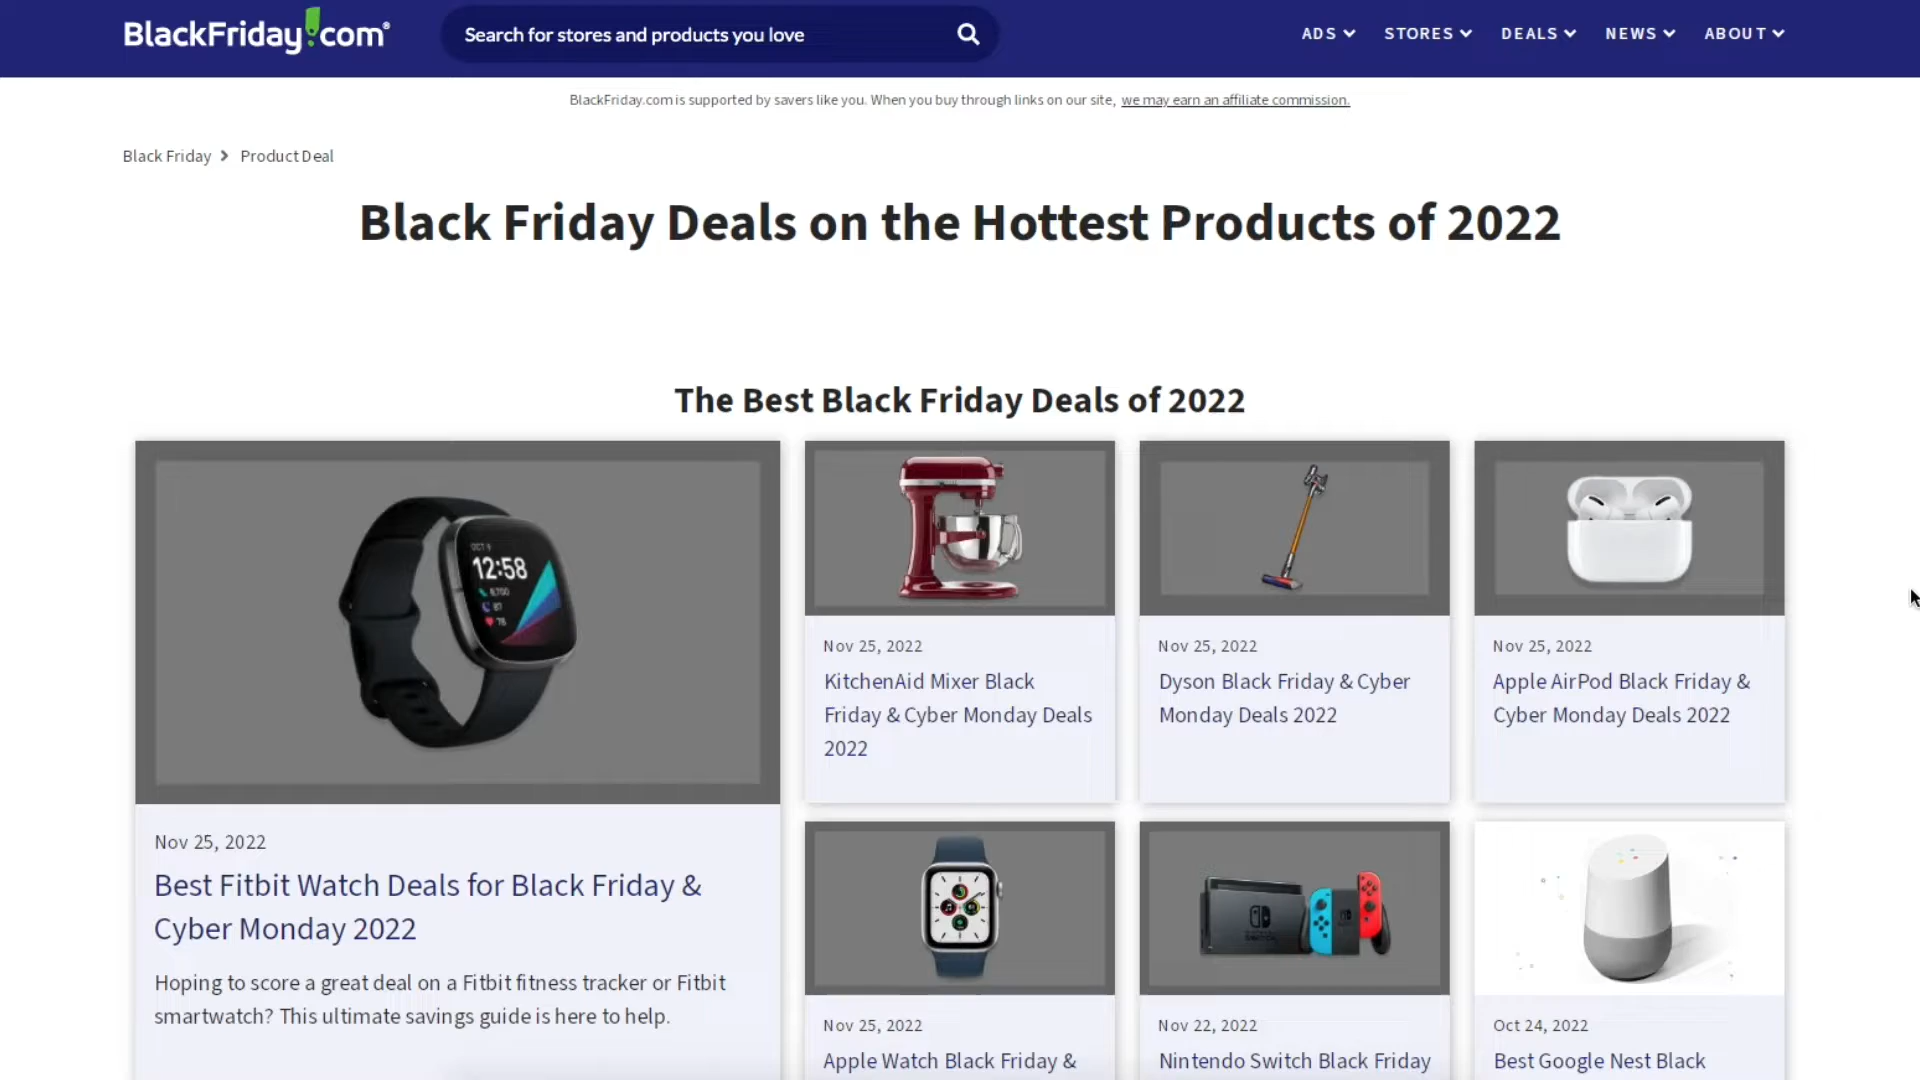 BlackFriday!com®
Search for stores and products you love
ADS
STORES
DEALS
NEWS
ABOUT
BlackFriday.com is supported by savers like you. When you buy through links on our site, we may earn an affiliate commission.
Black Friday > Product Deal
Black Friday Deals on the Hottest Products of 2022
The Best Black Friday Deals of 2022
12:58
Nov 25, 2022
Best Fitbit Watch Deals for Black Friday &
Cyber Monday 2022
Hoping to score a great deal on a Fitbit fitness tracker or Fitbit
smartwatch? This ultimate savings guide is here to help.
Nov 25, 2022
KitchenAid Mixer Black
Friday & Cyber Monday Deals
2022
Nov 25, 2022
Dyson Black Friday & Cyber
Monday Deals 2022
Nov 25, 2022
Apple AirPod Black Friday &
Cyber Monday Deals 2022
Nov 25, 2022
Apple Watch Black Friday &
Nov 22, 2022
Nintendo Switch Black Friday
Oct 24, 2022
Best Google Nest Black